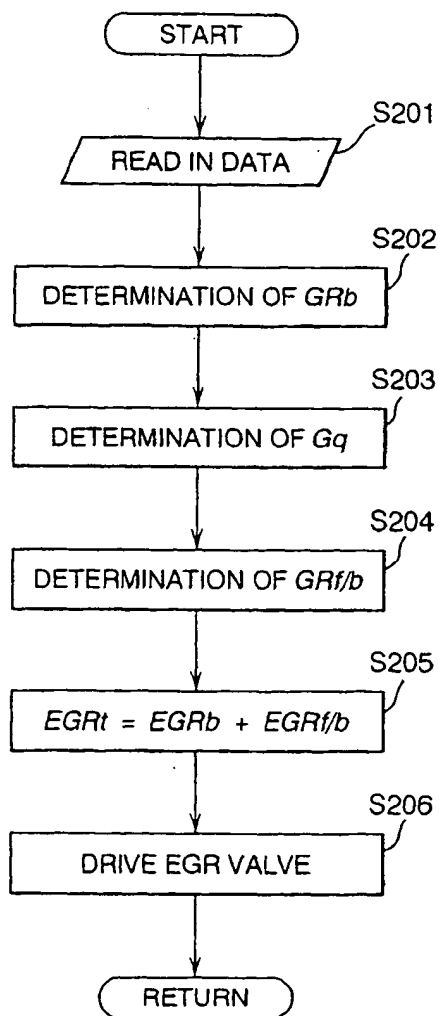 START
S201
READ IN DATA
S202
DETERMINATION OF GRb
S203
DETERMINATION OF Gq
S204
DETERMINATION OF GRf/b
S205
EGRt = EGRb + EGRf/b
S206
DRIVE EGR VALVE
RETURN